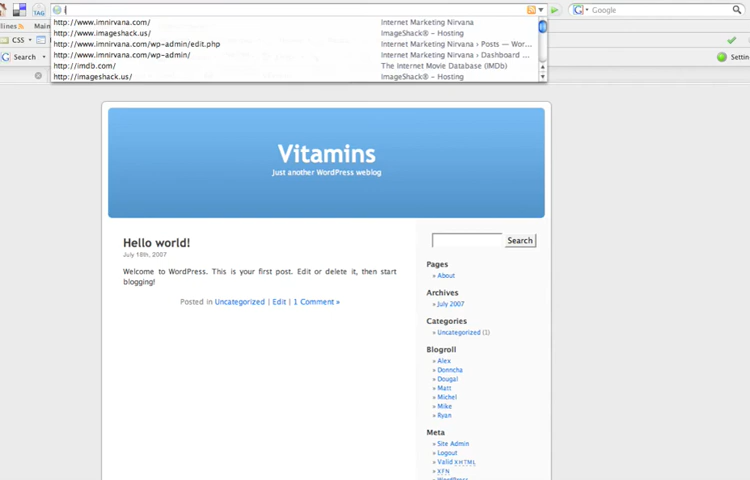 http://www.imnirvana.com/ Internet Marketing Nirvana
http://www.imageshack.us/ ImageShack® - Hosting
llines Main
http://www.imnirvana.com/wp-admin/edit.php Internet Marketing Nirvana › Posts — Wor...
CSS
http://www.imnirvana.com/wp-admin/ Internet Marketing Nirvana › Dashboard ...
Search
http://imdb.com/ The Internet Movie Database (IMDb)
http://imageshack.us/ ImageShack® - Hosting
TAG
Google
Settin
Vitamins
Just another WordPress weblog
Hello world!
July 18th, 2007
Welcome to WordPress. This is your first post. Edit or delete it, then start
blogging!
Posted in Uncategorized | Edit | 1 Comment »
Search
Pages
» About
Archives
» July 2007
Categories
» Uncategorized (1)
Blogroll
» Alex
» Donncha
» Dougal
» Matt
» Michel
» Mike
» Ryan
Meta
» Site Admin
» Logout
» Valid XHTML
» XFN
» WordPress